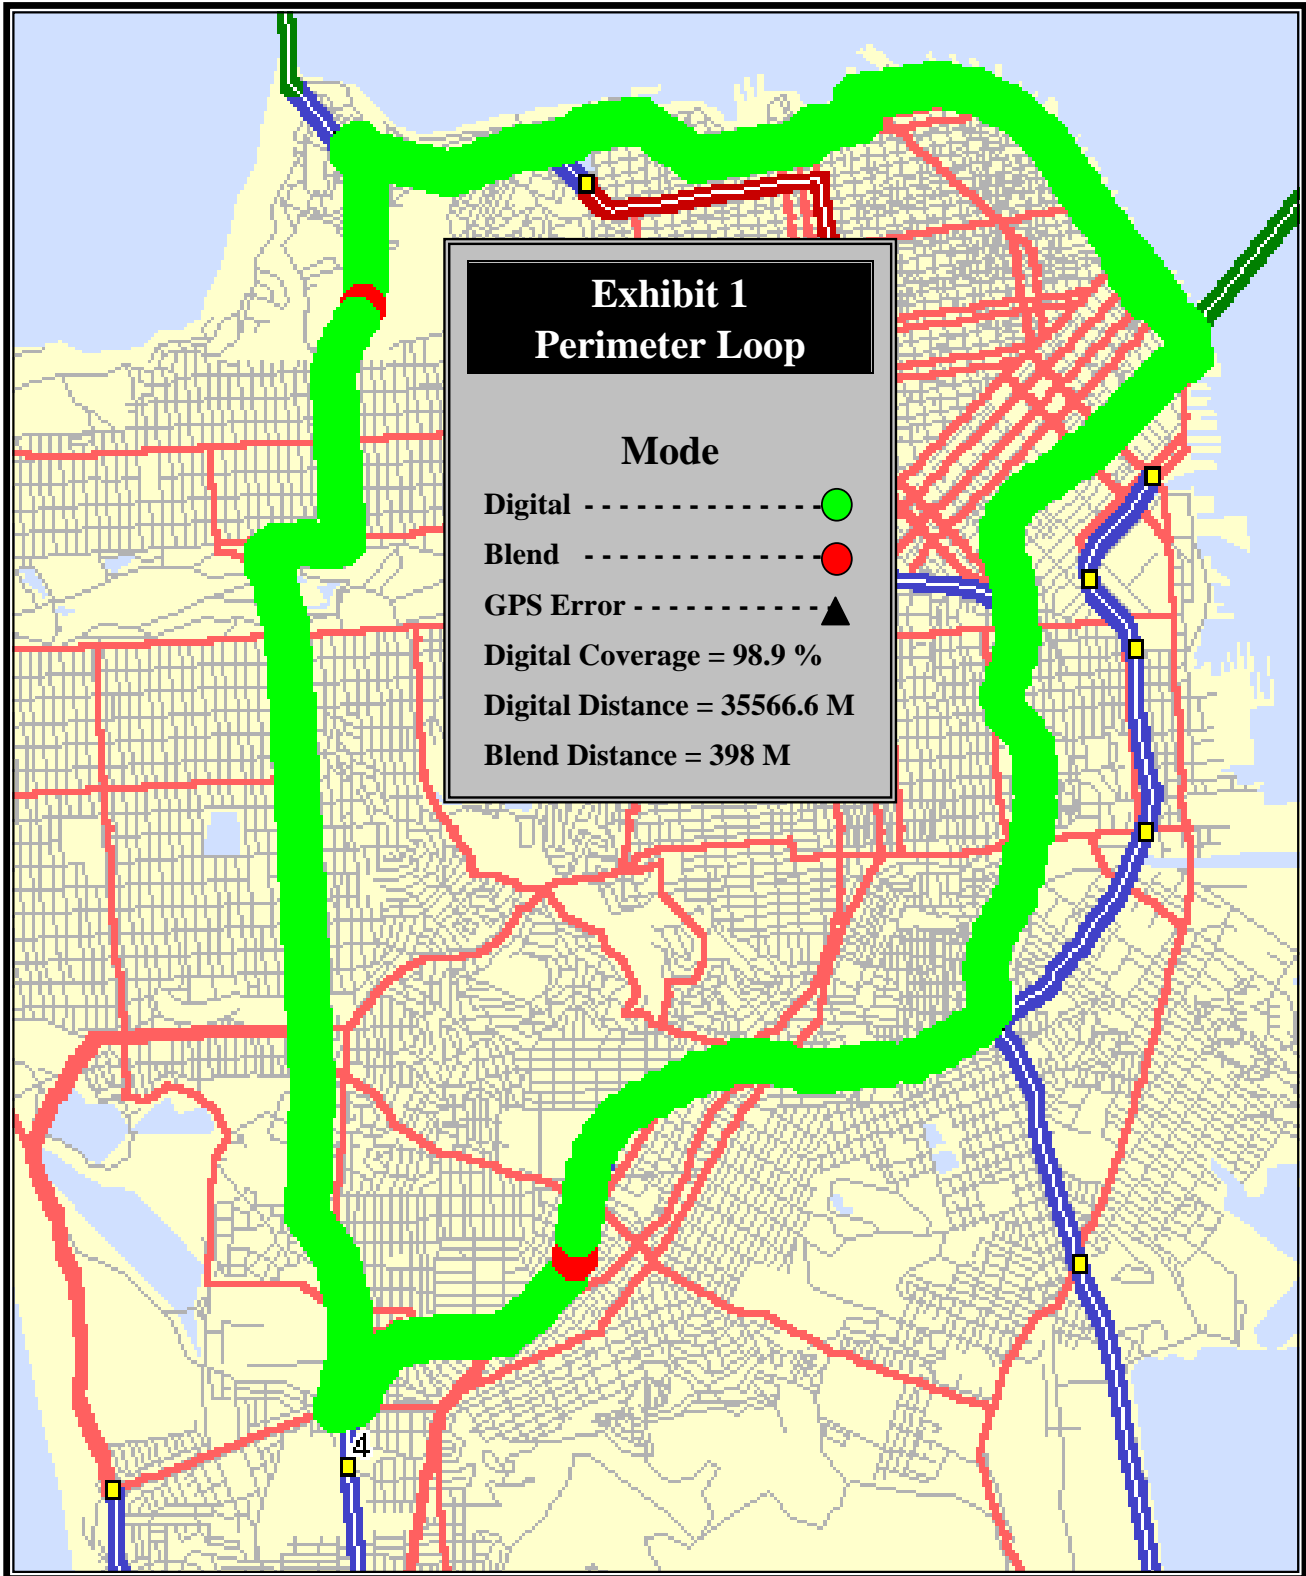 Exhibit 1
Perimeter Loop
Mode
Digital - - - - - - - - - - - - - -
Blend - - - - - - - - - - - - - -
GPS Error - - - - - - - - - - - -
Digital Coverage = 98.9 %
Digital Distance = 35566.6 M
Blend Distance = 398 M
4